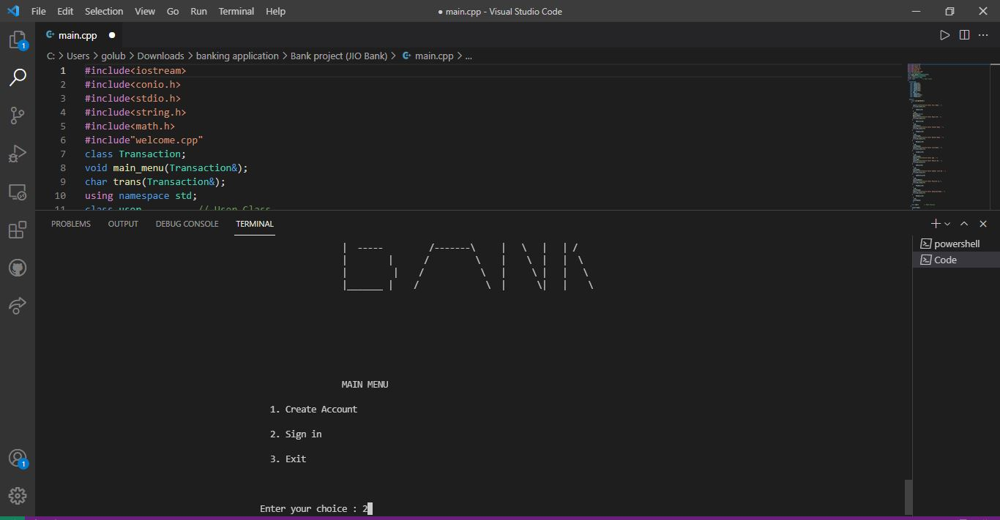 File Edit Selection View Go Run Terminal Help ● main.cpp - Visual Studio Code
main.cpp ●
C: > Users > golub > Downloads > banking application > Bank project (JIO Bank) > main.cpp > ...
1 #include<iostream>
2 #include<conio.h>
3 #include<stdio.h>
4 #include<string.h>
5 #include<math.h>
6 #include"welcome.cpp"
7 class Transaction;
8 void main_menu(Transaction&);
9 char trans(Transaction&);
10 using namespace std;
11 class user // User Class
PROBLEMS OUTPUT DEBUG CONSOLE TERMINAL
powershell
Code
BANK
MAIN MENU
1. Create Account
2. Sign in
3. Exit
Enter your choice : 2
1
1